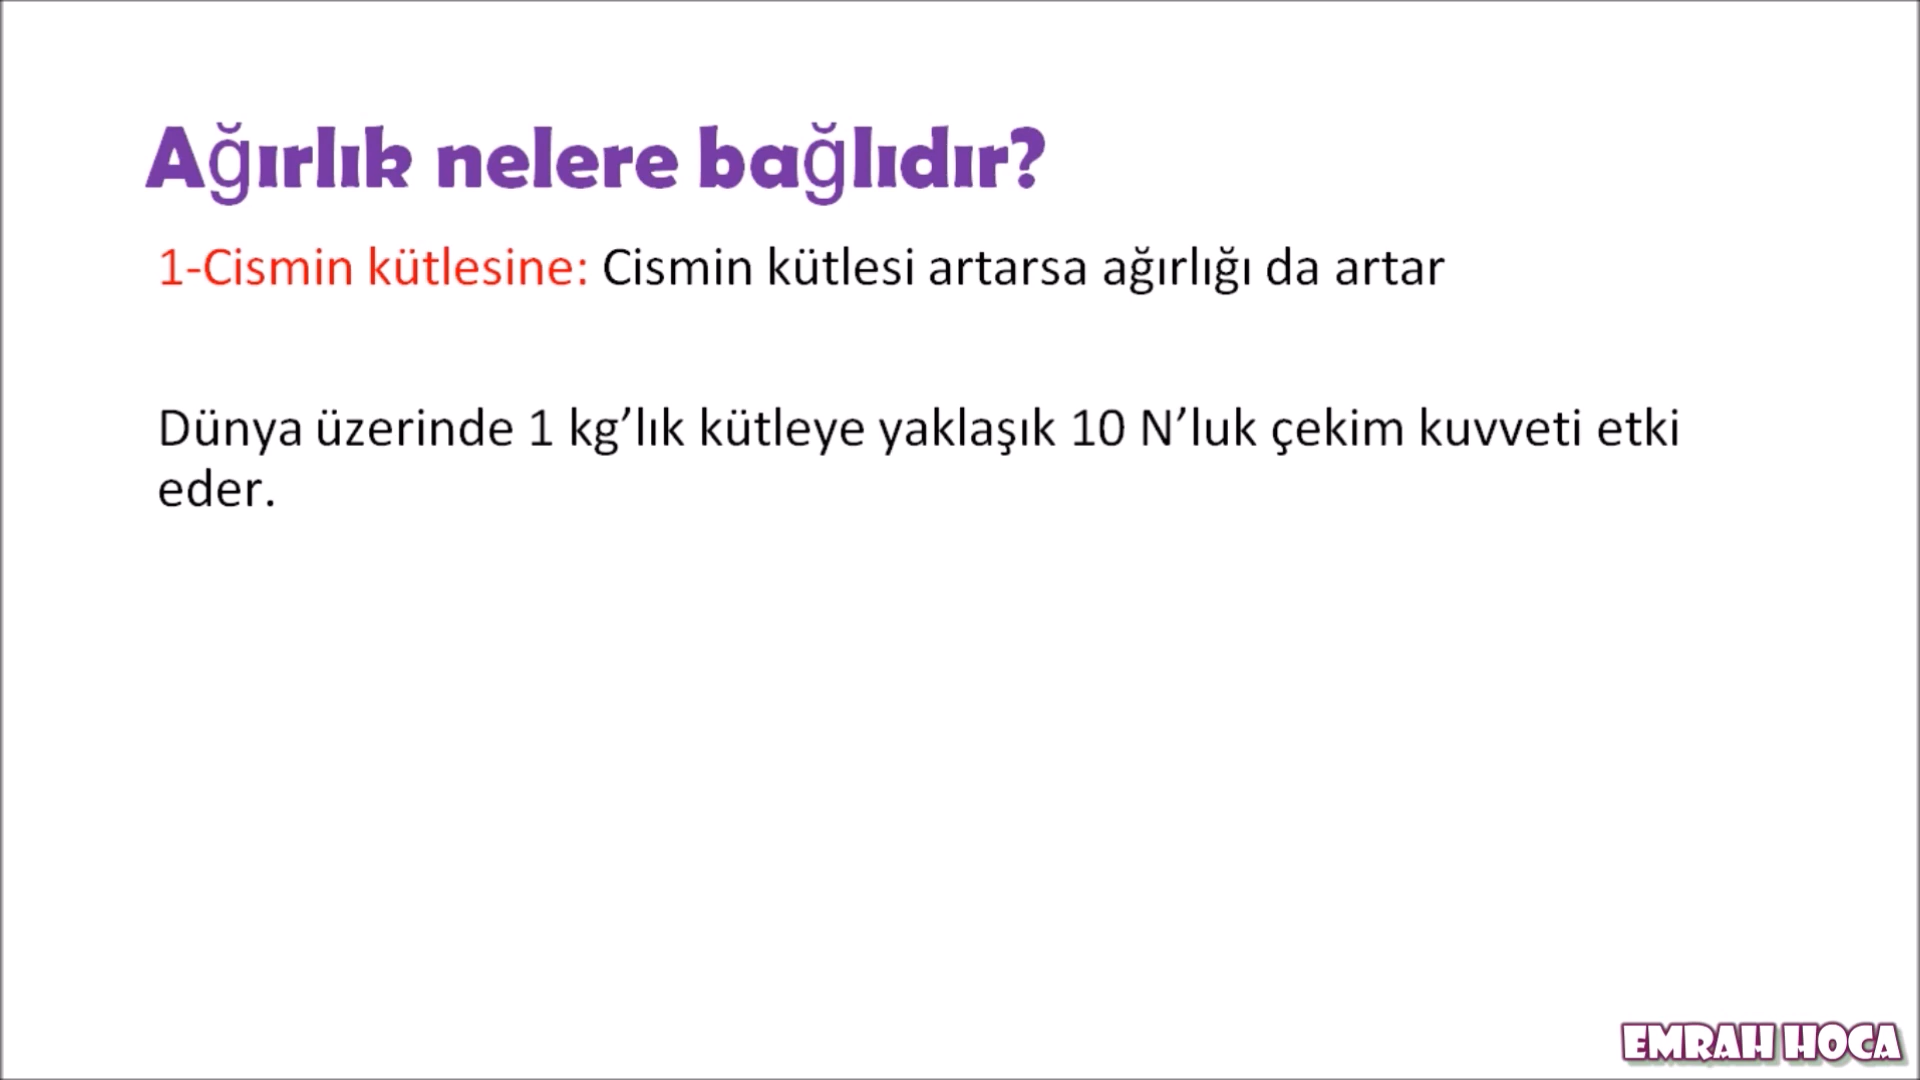 Ağırlık nelere bağlıdır?
1-Cismin kütlesine: Cismin kütlesi artarsa ağırlığı da artar
Dünya üzerinde 1 kg’lık kütleye yaklaşık 10 N’luk çekim kuvveti etki
eder.
EMRAH HOCA